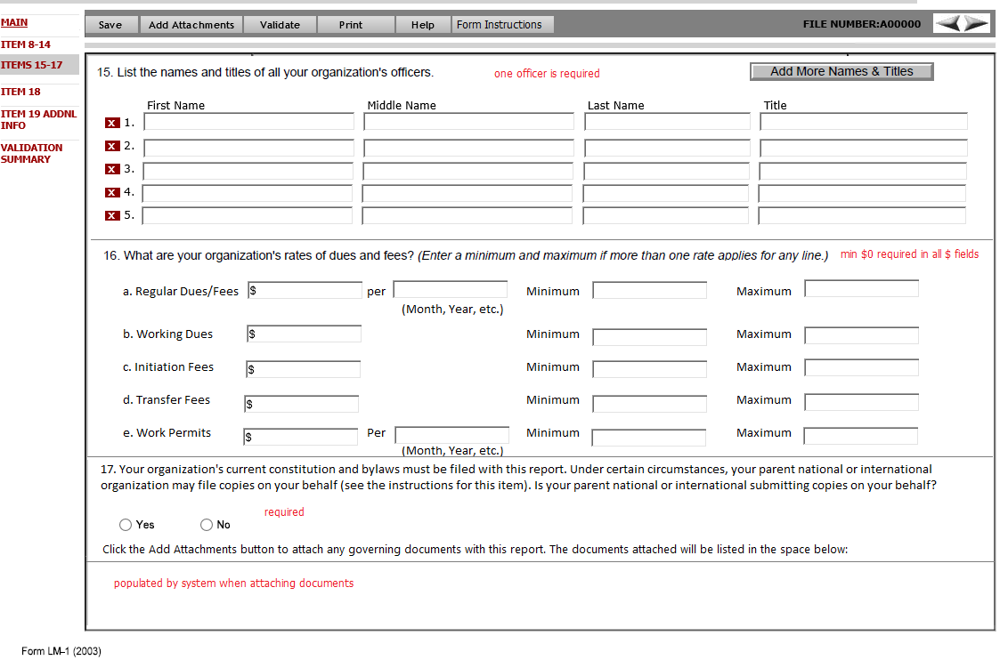 Save Add Attachments Validate Print Help Form Instructions FILE NUMBER:A00000
MAIN
ITEM 8-14
ITEMS 15-17
ITEM 18
ITEM 19 ADDNL
INFO
VALIDATION
SUMMARY
15. List the names and titles of all your organization's officers. one officer is required Add More Names & Titles
First Name Middle Name Last Name Title
x 1.
x 2.
x 3.
x 4.
x 5.
16. What are your organization's rates of dues and fees? (Enter a minimum and maximum if more than one rate applies for any line.) min $0 required in all $ fields
a. Regular Dues/Fees $ per Minimum Maximum
(Month, Year, etc.)
b. Working Dues $ Minimum Maximum
c. Initiation Fees $ Minimum Maximum
d. Transfer Fees $ Minimum Maximum
e. Work Permits $ Per Minimum Maximum
(Month, Year, etc.)
17. Your organization's current constitution and bylaws must be filed with this report. Under certain circumstances, your parent national or international
organization may file copies on your behalf (see the instructions for this item). Is your parent national or international submitting copies on your behalf?
required
Yes No
Click the Add Attachments button to attach any governing documents with this report. The documents attached will be listed in the space below:
populated by system when attaching documents
Form LM-1 (2003)